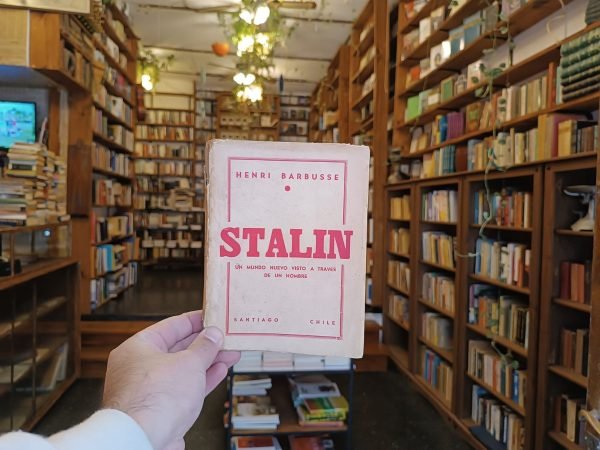 HENRI BARBUSSE
STALIN
UN MUNDO NUEVO VISTO A TRAVES
DE UN HOMBRE
SANTIAGO CHILE